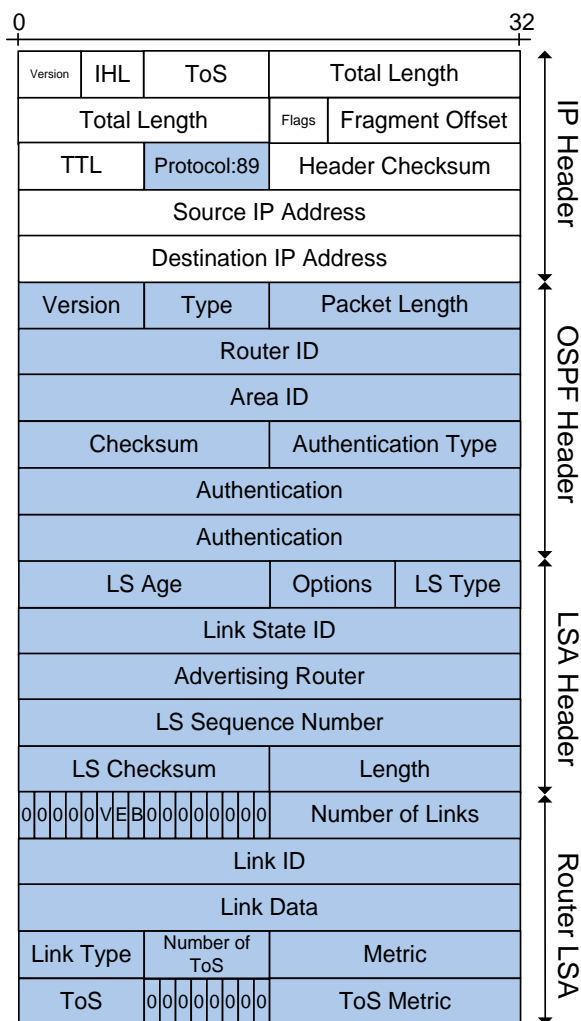 0 32
Version IHL ToS Total Length
Total Length Flags Fragment Offset
TTL Protocol:89 Header Checksum
Source IP Address
Destination IP Address
IP Header
Version Type Packet Length
Router ID
Area ID
Checksum Authentication Type
Authentication
Authentication
OSPF Header
LS Age Options LS Type
Link State ID
Advertising Router
LS Sequence Number
LS Checksum Length
LSA Header
0 0 0 0 0 V E B 0 0 0 0 0 0 0 0 Number of Links
Link ID
Link Data
Link Type Number of ToS Metric
ToS 0 0 0 0 0 0 0 0 ToS Metric
Router LSA